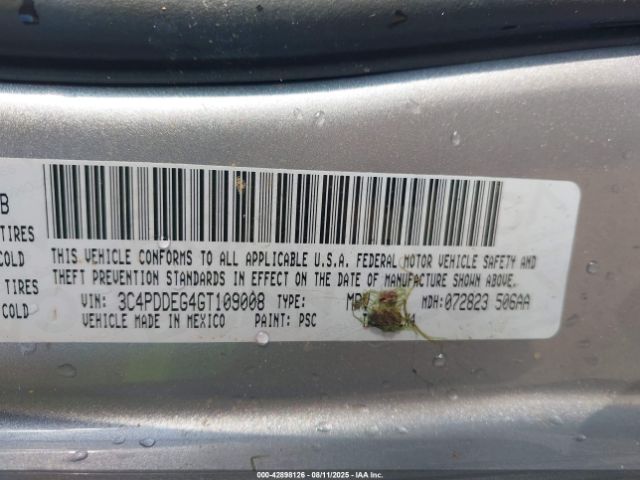 B
TIRES
COLD
TIRES
COLD
THIS VEHICLE CONFORMS TO ALL APPLICABLE U.S.A. FEDERAL MOTOR VEHICLE SAFETY AND
THEFT PREVENTION STANDARDS IN EFFECT ON THE DATE OF MANUFACTURE SHOWN ABOVE.
VIN: 3C4PDDEG4GT109008 TYPE: MDH:072823 506AA
VEHICLE MADE IN MEXICO PAINT: PSC
000-42898126 - 08/11/2025 - IAA Inc.